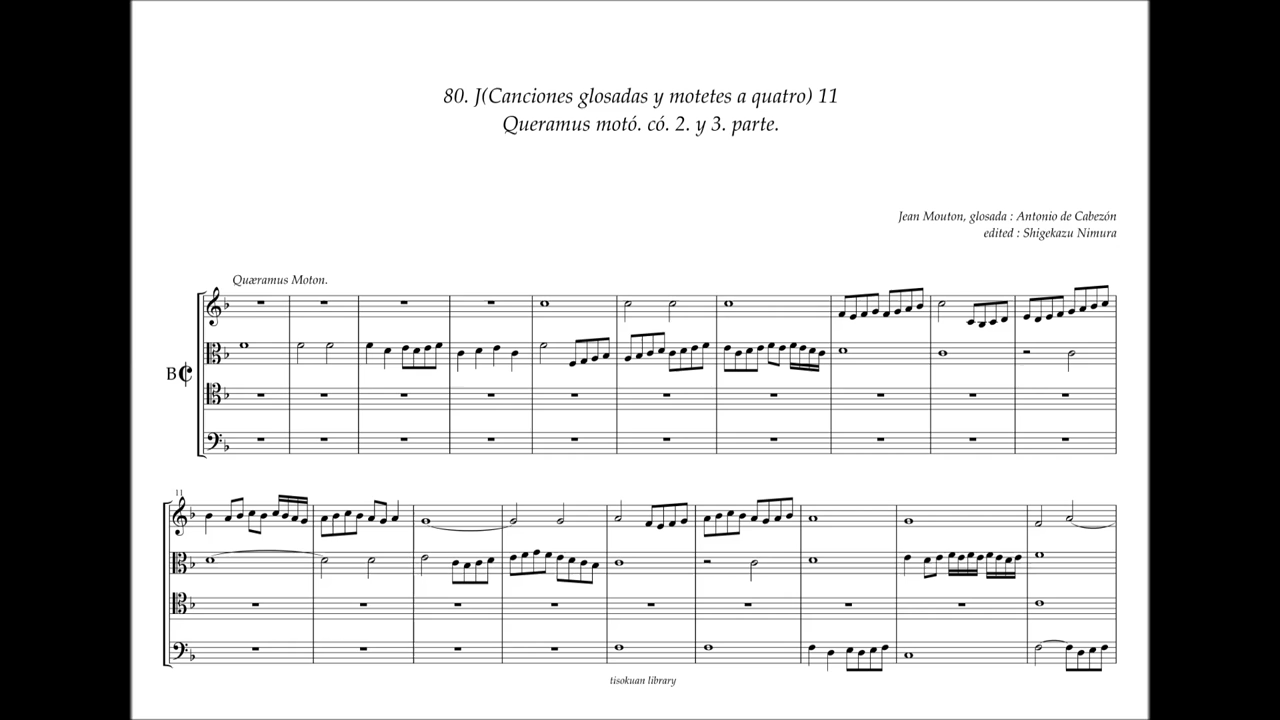 80. J(Canciones glosadas y motetes a quatro) 11
Queramus motó. có. 2. y 3. parte.
Jean Mouton, glosada : Antonio de Cabezón
edited : Shigekazu Nimura
Quæramus Moton.
B
11
tisokuan library